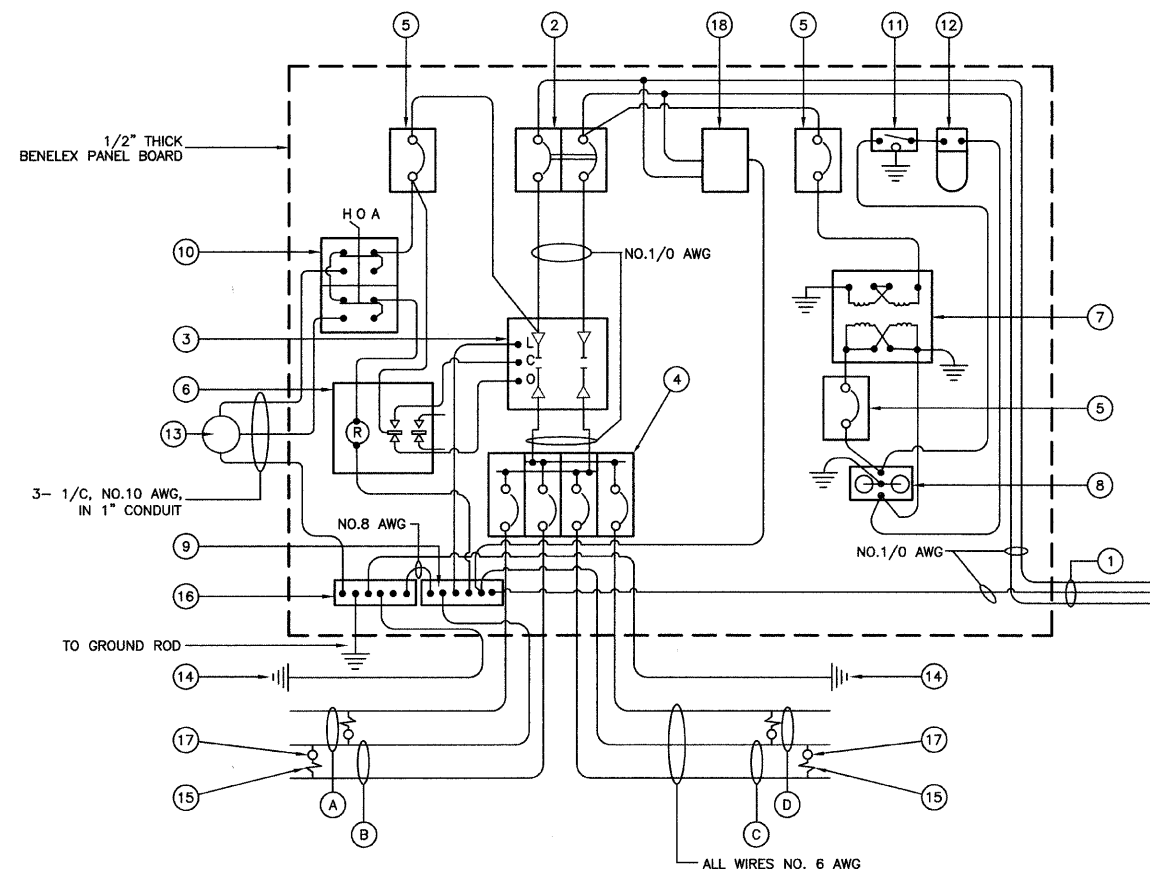 5
2
18
5
11
12
1/2" THICK
BENELEX PANEL BOARD
H O A
10
NO.1/0 AWG
3
L
C
O
7
6
4
R
5
13
3– 1/C, NO.10 AWG,
IN 1" CONDUIT
8
NO.8 AWG
9
NO.1/0 AWG
1
16
TO GROUND ROD
14
14
17
17
15
15
A
B
C
D
ALL WIRES NO. 6 AWG